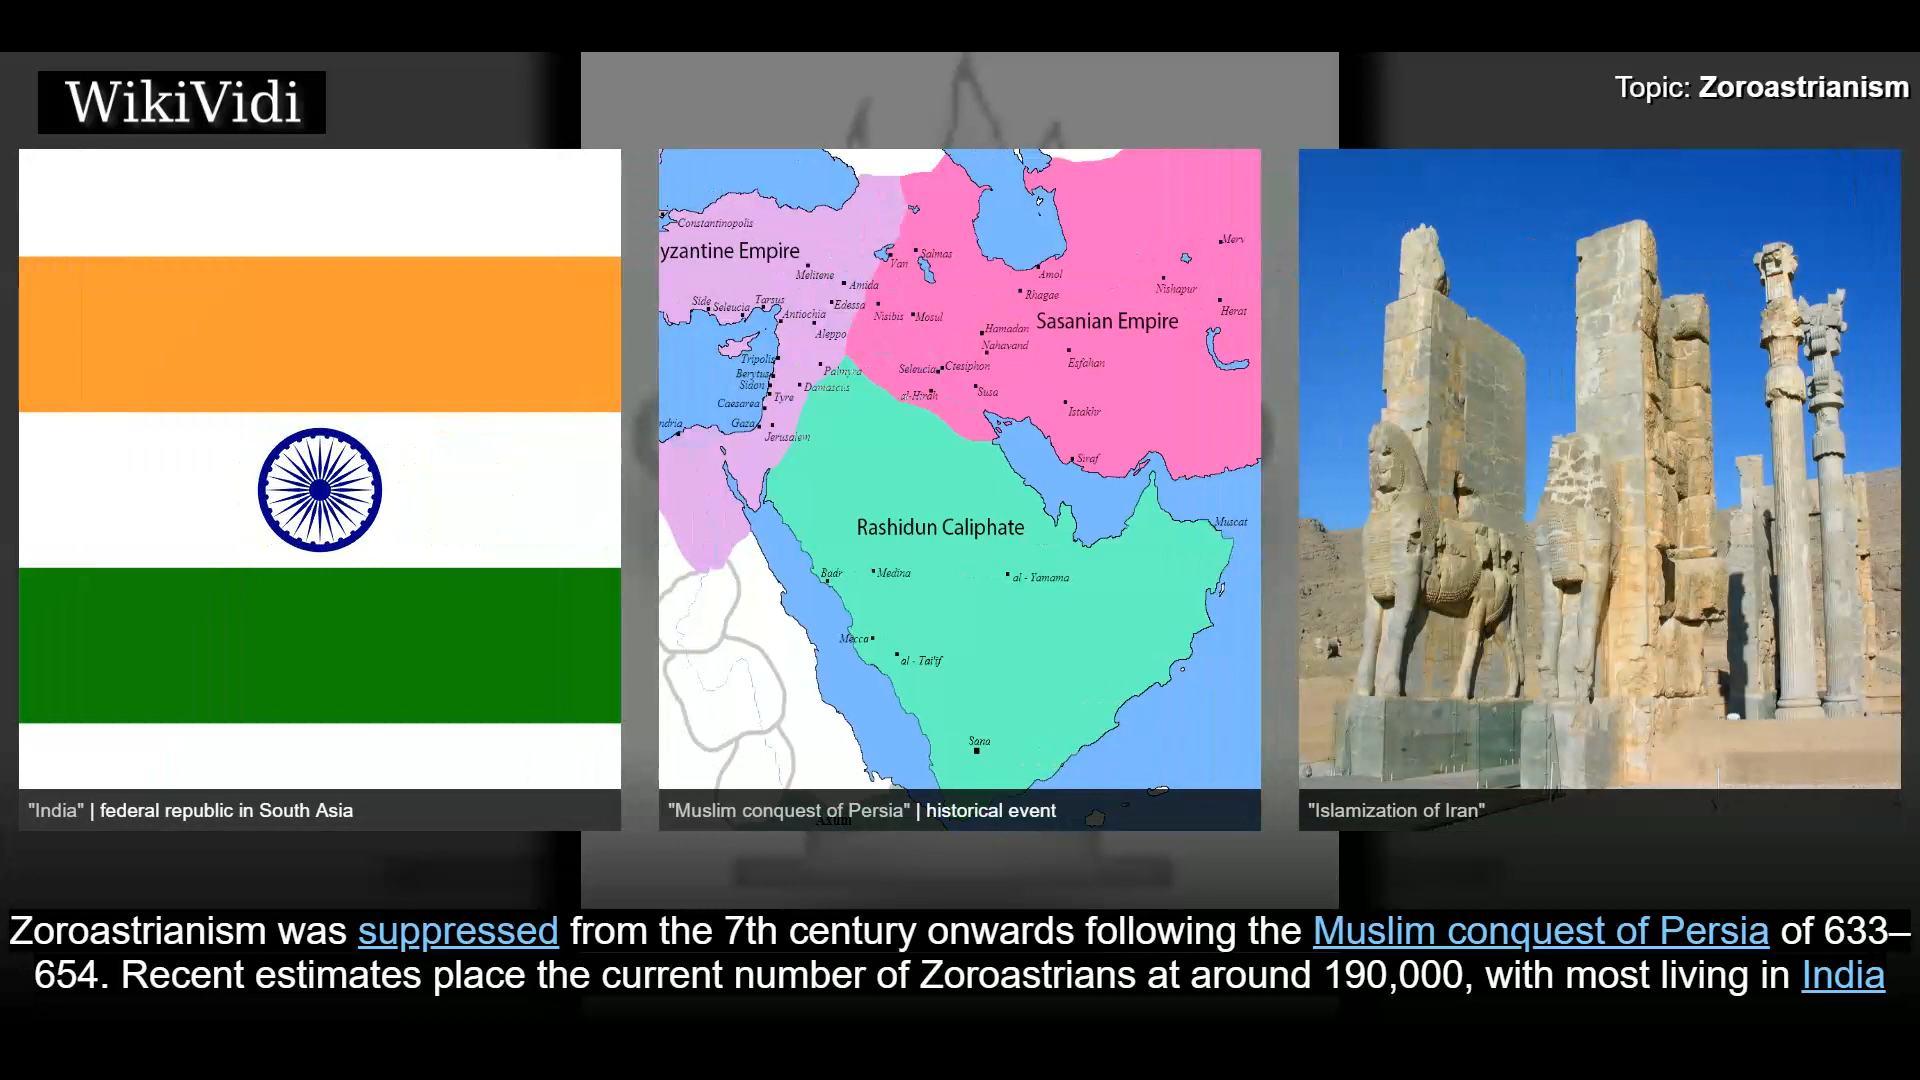 WikiVidi
Topic: Zoroastrianism
Constantinopolis
yzantine Empire
Melitene
Amida
Side
Seleucia
Tarsus
Edessa
Antiochia
Aleppo
Tripolis
Berytus
Sidon
Palmyra
Damascus
Tyre
Caesarea
Gaza
ndria
Jerusalem
Van
Salmas
Nisibis
Mosul
Amol
Rhagae
Merv
Nishapur
Herat
Sasanian Empire
Hamadan
Nahavand
Esfahan
Seleucia
Ctesiphon
al-Hirah
Susa
Istakhr
Siraf
Muscat
Rashidun Caliphate
Badr
Medina
al - Yamama
Mecca
al - Tai'if
Sana
Axum
"India" | federal republic in South Asia
"Muslim conquest of Persia" | historical event
"Islamization of Iran"
Zoroastrianism was suppressed from the 7th century onwards following the Muslim conquest of Persia of 633–
654. Recent estimates place the current number of Zoroastrians at around 190,000, with most living in India